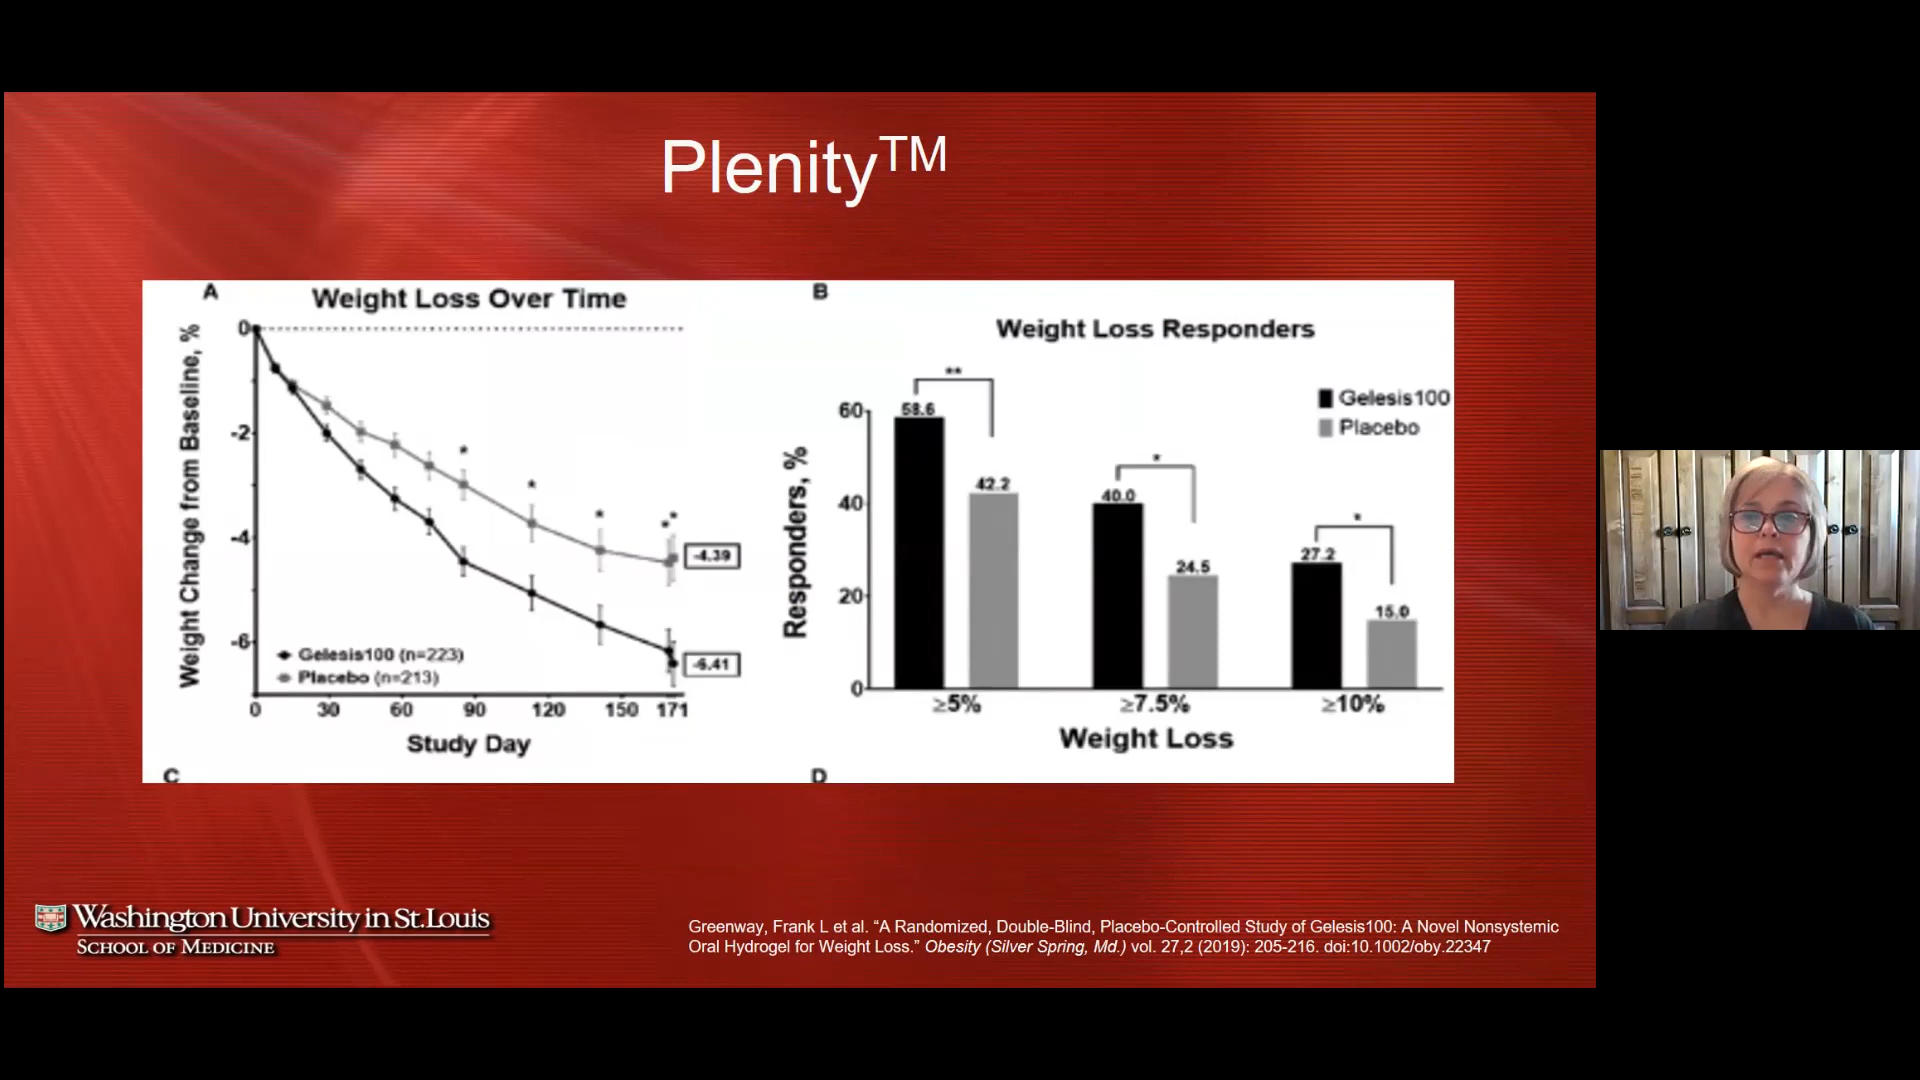 Plenity™
A
Weight Loss Over Time
Weight Change from Baseline, %
0
-2
-4
-6
* * * * *
-4.39
-6.41
Gelesis100 (n=223)
Placebo (n=213)
0 30 60 90 120 150 171
Study Day
B
Weight Loss Responders
Responders, %
60
40
20
0
**
58.6
42.2
*
40.0
24.5
*
27.2
15.0
Gelesis100
Placebo
≥5% ≥7.5% ≥10%
Weight Loss
C
D
Washington University in St. Louis
SCHOOL OF MEDICINE
Greenway, Frank L et al. “A Randomized, Double-Blind, Placebo-Controlled Study of Gelesis100: A Novel Nonsystemic
Oral Hydrogel for Weight Loss.” Obesity (Silver Spring, Md.) vol. 27,2 (2019): 205-216. doi:10.1002/oby.22347